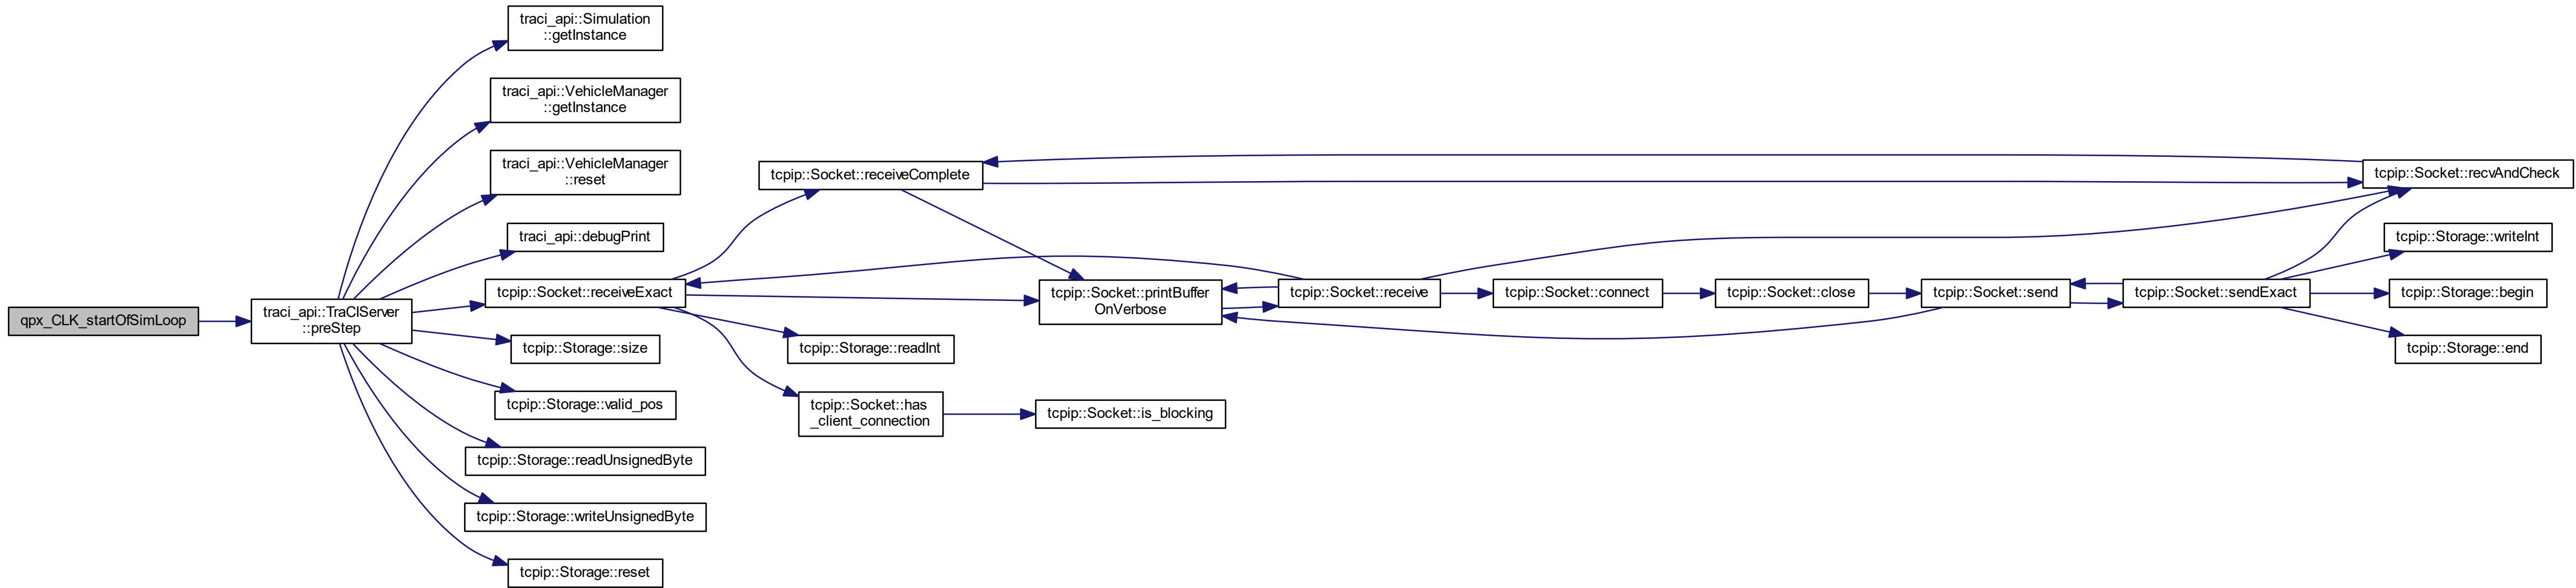 qpx_CLK_startOfSimLoop
traci_api::TraCIServer
::preStep
traci_api::Simulation
::getInstance
traci_api::VehicleManager
::getInstance
traci_api::VehicleManager
::reset
traci_api::debugPrint
tcpip::Socket::receiveExact
tcpip::Storage::size
tcpip::Storage::valid_pos
tcpip::Storage::readUnsignedByte
tcpip::Storage::writeUnsignedByte
tcpip::Storage::reset
tcpip::Socket::receiveComplete
tcpip::Storage::readInt
tcpip::Socket::has
_client_connection
tcpip::Socket::printBuffer
OnVerbose
tcpip::Socket::is_blocking
tcpip::Socket::receive
tcpip::Socket::connect
tcpip::Socket::close
tcpip::Socket::send
tcpip::Socket::sendExact
tcpip::Socket::recvAndCheck
tcpip::Storage::writeInt
tcpip::Storage::begin
tcpip::Storage::end